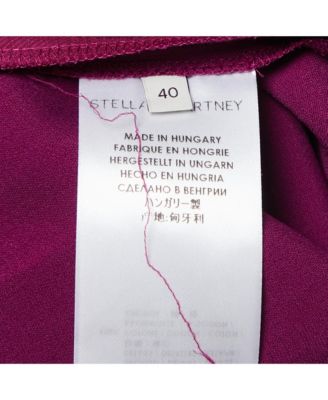 40
STELLA McCARTNEY
MADE IN HUNGARY
FABRIQUE EN HONGRIE
HERGESTELLT IN UNGARN
HECHO EN HUNGRIA
СДЕЛАНО В ВЕНГРИИ
ハンガリー製
产地:匈牙利